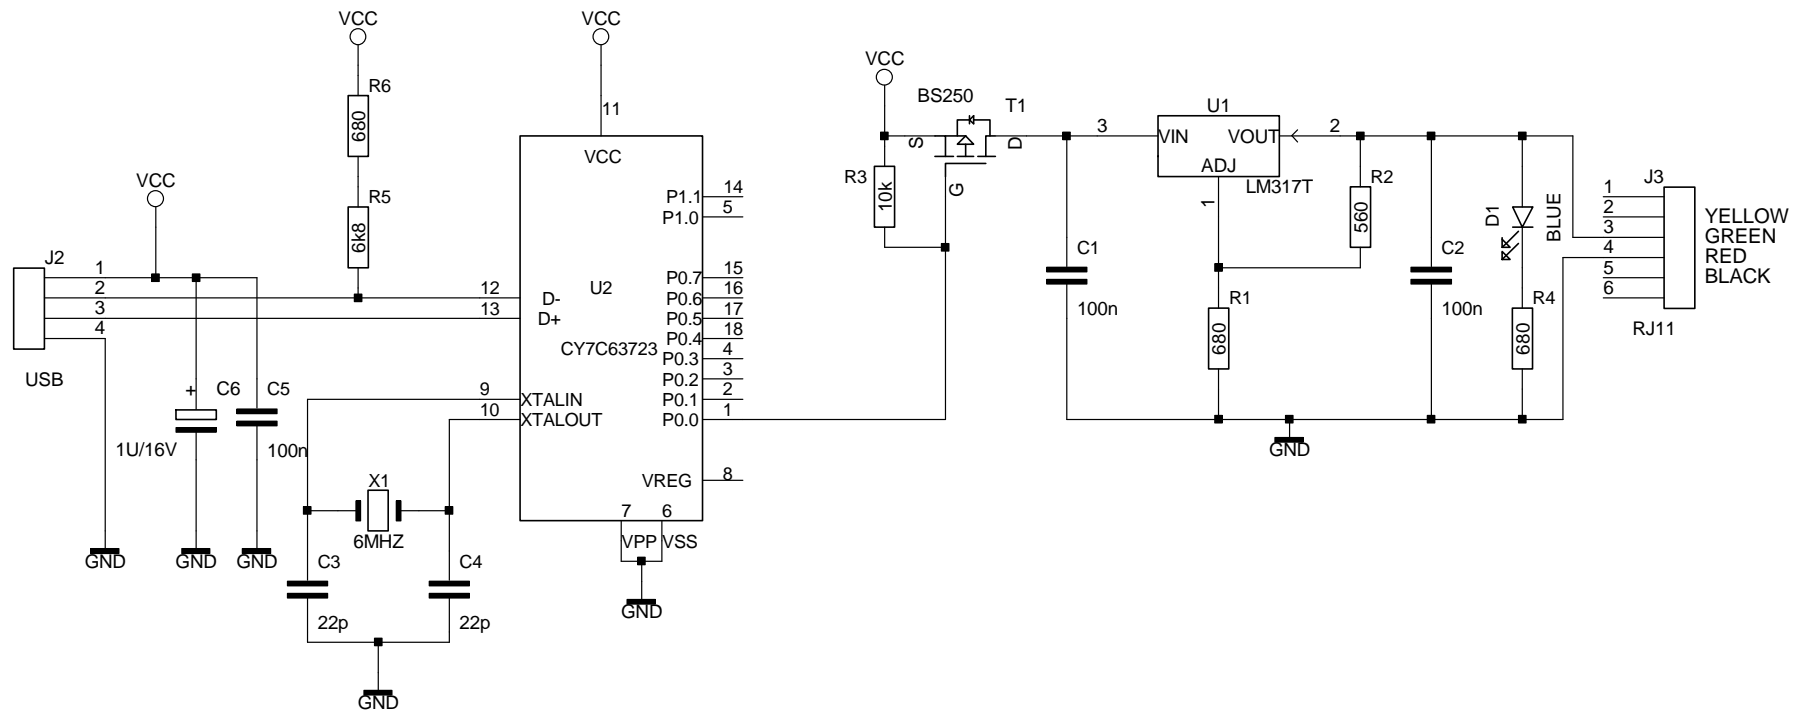 VCC
VCC
R6
680
11
VCC
BS250
T1
U1
S
D
3
VIN
VOUT
2
ADJ
LM317T
VCC
R3
10k
G
1
R2
560
D1
BLUE
J3
1
2
3
4
5
6
YELLOW
GREEN
RED
BLACK
RJ11
VCC
R5
6k8
P1.1
14
P1.0
5
J2
1
2
3
4
USB
12
D-
13
D+
U2
CY7C63723
P0.7
15
P0.6
16
P0.5
17
P0.4
18
P0.3
4
P0.2
3
P0.1
2
P0.0
1
C1
100n
R1
680
C2
100n
R4
680
GND
+
C6
1U/16V
C5
100n
9
XTALIN
10
XTALOUT
VREG
8
X1
6MHZ
7
6
VPP
VSS
GND
GND
GND
C3
22p
C4
22p
GND
GND